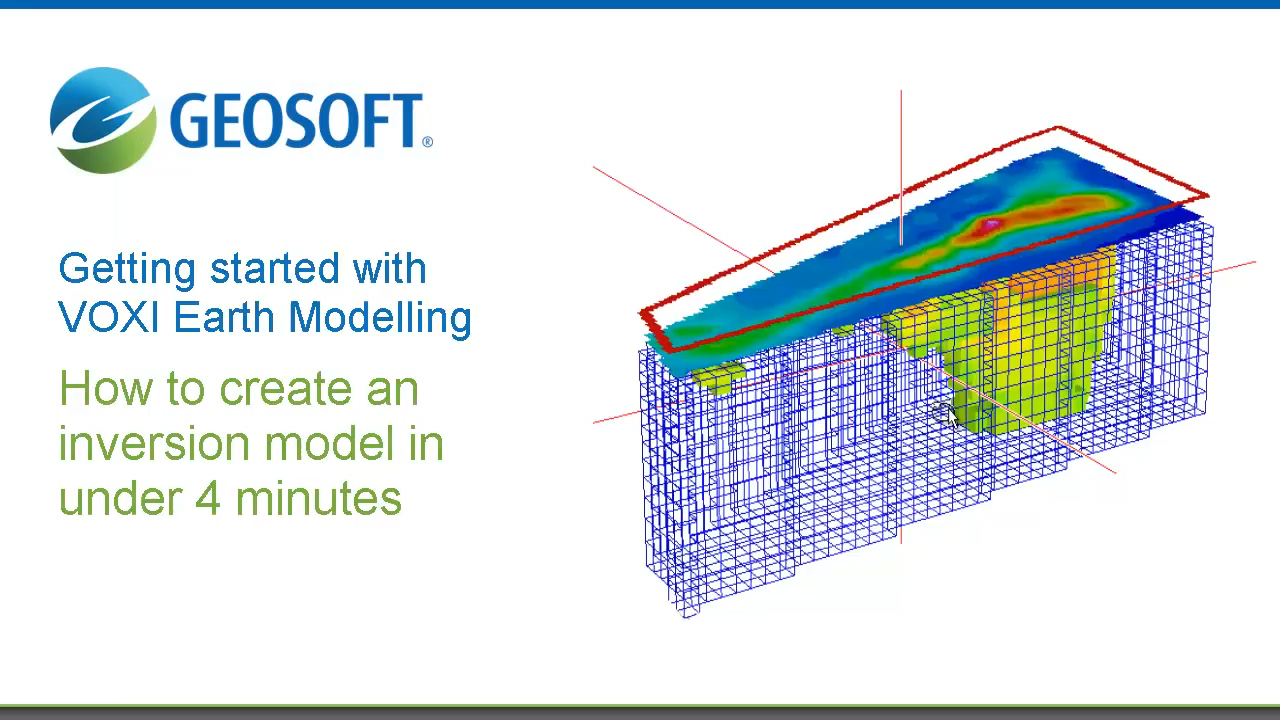 GEOSOFT®
Getting started with
VOXI Earth Modelling
How to create an
inversion model in
under 4 minutes